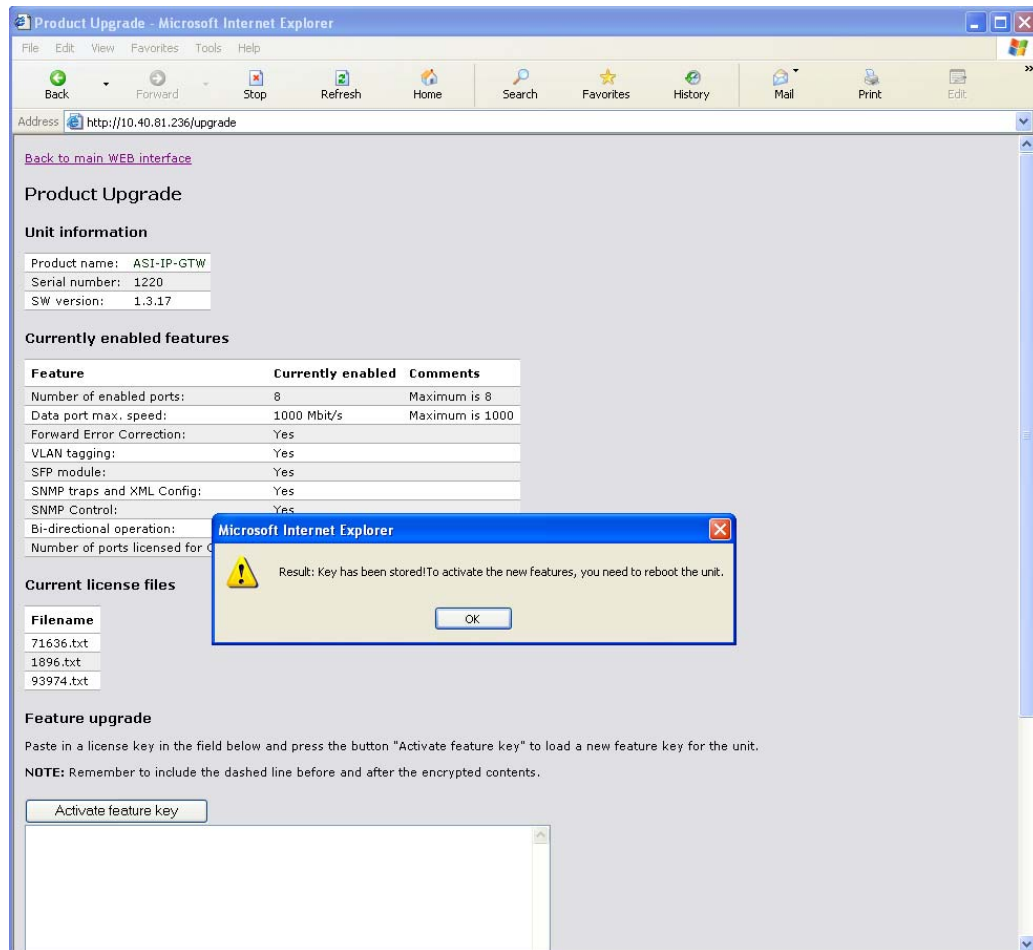 Product Upgrade - Microsoft Internet Explorer
File Edit View Favorites Tools Help
Back Forward Stop Refresh Home Search Favorites History Mail Print Edit
Address http://10.40.81.236/upgrade
Back to main WEB interface
Product Upgrade
Unit information
Product name: ASI-IP-GTW
Serial number: 1220
SW version: 1.3.17
Currently enabled features
Feature Currently enabled Comments
Number of enabled ports: 8 Maximum is 8
Data port max. speed: 1000 Mbit/s Maximum is 1000
Forward Error Correction: Yes
VLAN tagging: Yes
SFP module: Yes
SNMP traps and XML Config: Yes
SNMP Control: Yes
Bi-directional operation:
Number of ports licensed for
Microsoft Internet Explorer
Result: Key has been stored!To activate the new features, you need to reboot the unit.
OK
Current license files
Filename
71636.txt
1896.txt
93974.txt
Feature upgrade
Paste in a license key in the field below and press the button "Activate feature key" to load a new feature key for the unit.
NOTE: Remember to include the dashed line before and after the encrypted contents.
Activate feature key